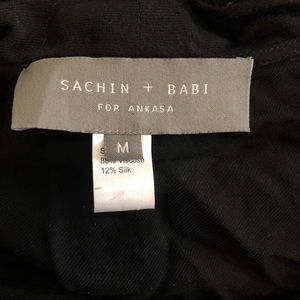 SACHIN + BABI
FOR ANKASA
M
12% Silk